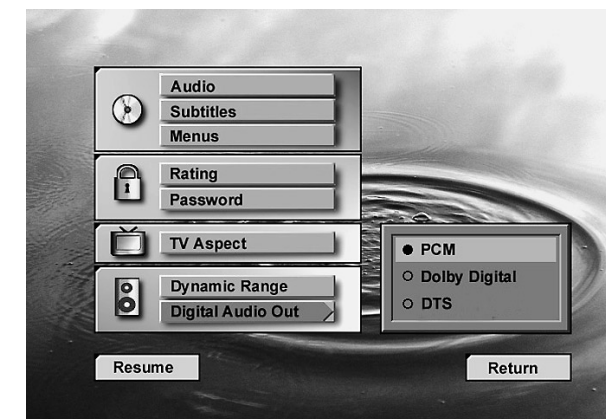 Audio
Subtitles
Menus
Rating
Password
TV Aspect
Dynamic Range
Digital Audio Out
PCM
Dolby Digital
DTS
Resume
Return